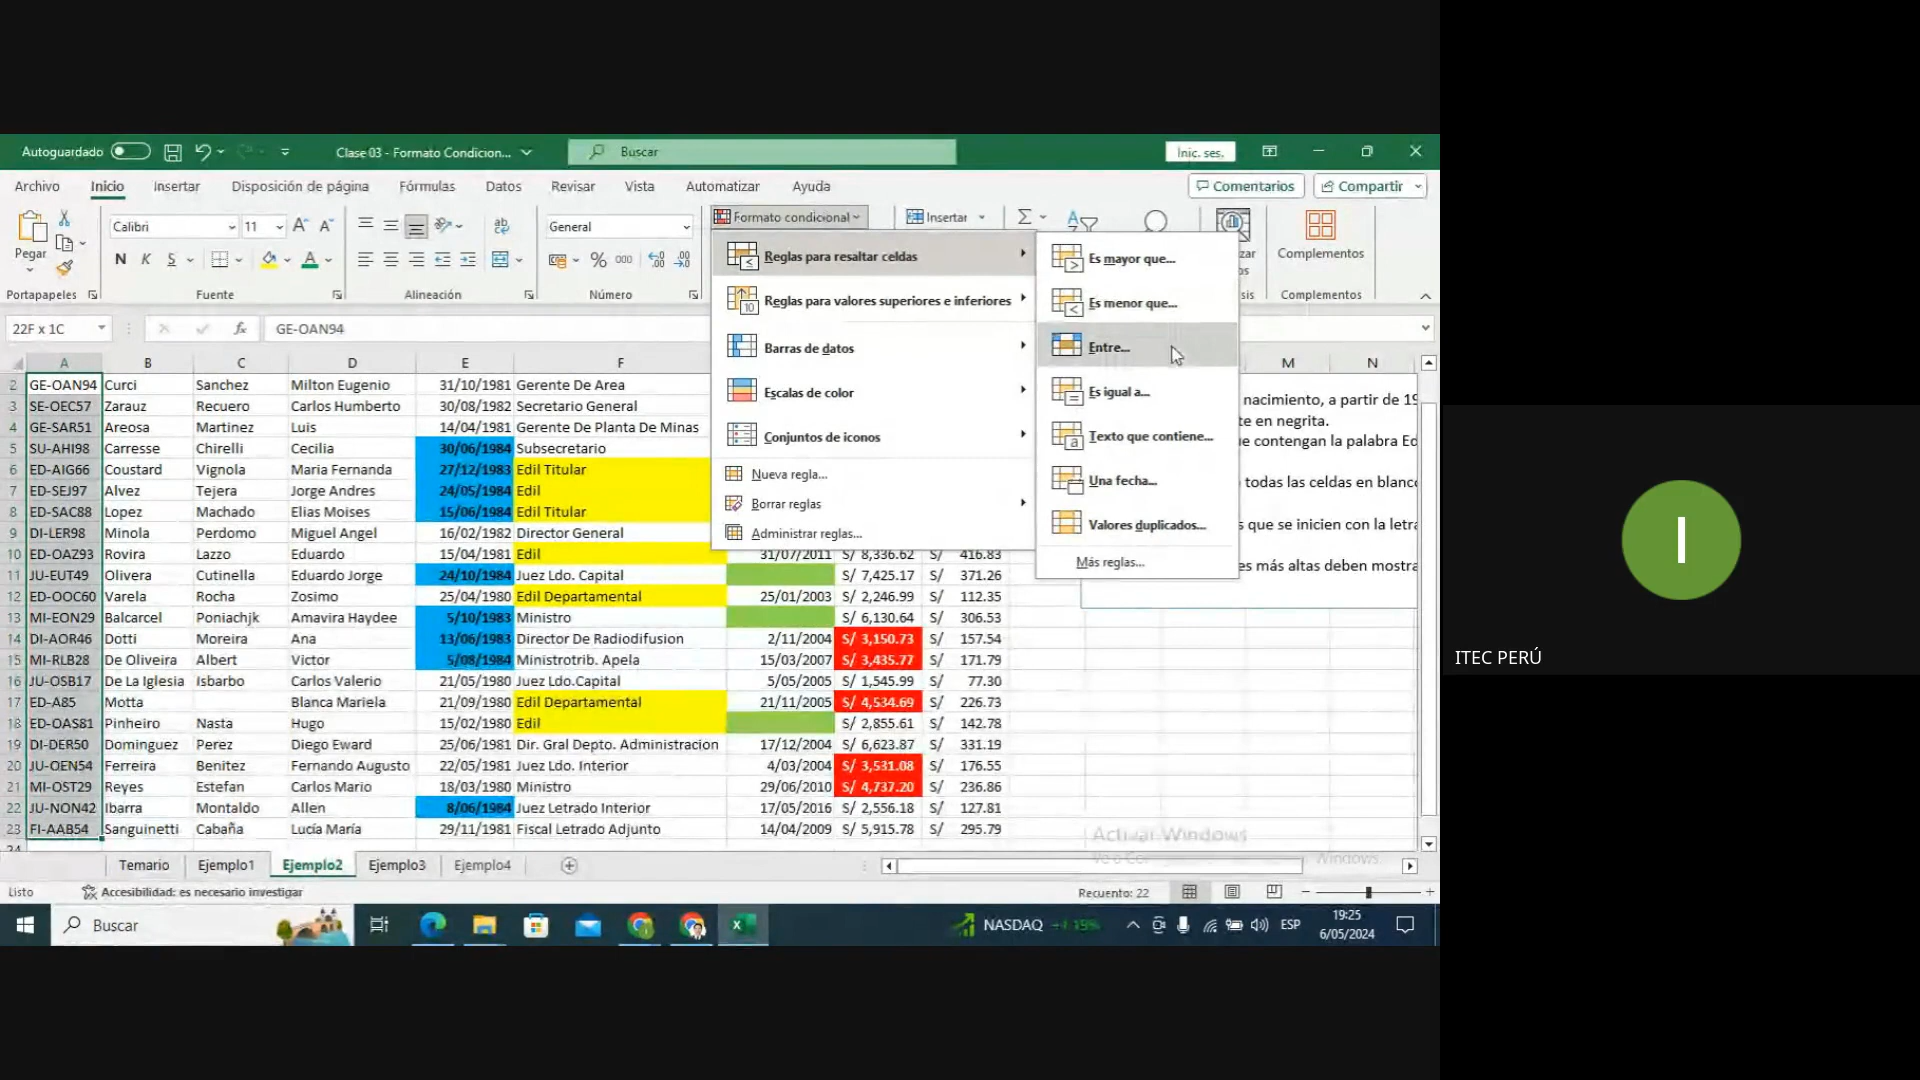 Autoguardado
Clase 03 - Formato Condicion...
Buscar
Inic. ses.
Archivo Inicio Insertar Disposición de página Fórmulas Datos Revisar Vista Automatizar Ayuda
Comentarios Compartir
Pegar
Calibri 11
General
Formato condicional
Insertar
Complementos
N K S
% 000
Portapapeles Fuente Alineación Número
Complementos
Reglas para resaltar celdas
Reglas para valores superiores e inferiores
Barras de datos
Escalas de color
Conjuntos de iconos
Nueva regla...
Borrar reglas
Administrar reglas...
Es mayor que...
Es menor que...
Entre...
Es igual a...
Texto que contiene...
Una fecha...
Valores duplicados...
Más reglas...
22F x 1C
fx
GE-OAN94
A B C D E F M N
2 GE-OAN94 Curci Sanchez Milton Eugenio 31/10/1981 Gerente De Area
3 SE-OEC57 Zarauz Recuero Carlos Humberto 30/08/1982 Secretario General
4 GE-SAR51 Areosa Martinez Luis 14/04/1981 Gerente De Planta De Minas
5 SU-AHI98 Carresse Chirelli Cecilia 30/06/1984 Subsecretario
6 ED-AIG66 Coustard Vignola Maria Fernanda 27/12/1983 Edil Titular
7 ED-SEJ97 Alvez Tejera Jorge Andres 24/05/1984 Edil
8 ED-SAC88 Lopez Machado Elias Moises 15/06/1984 Edil Titular
9 DI-LER98 Minola Perdomo Miguel Angel 16/02/1982 Director General
10 ED-OAZ93 Rovira Lazzo Eduardo 15/04/1981 Edil 31/07/2011 S/ 8,336.62 S/ 416.83
11 JU-EUT49 Olivera Cutinella Eduardo Jorge 24/10/1984 Juez Ldo. Capital S/ 7,425.17 S/ 371.26
12 ED-OOC60 Varela Rocha Zosimo 25/04/1980 Edil Departamental 25/01/2003 S/ 2,246.99 S/ 112.35
13 MI-EON29 Balcarcel Poniachjk Amavira Haydee 5/10/1983 Ministro S/ 6,130.64 S/ 306.53
14 DI-AOR46 Dotti Moreira Ana 13/06/1983 Director De Radiodifusion 2/11/2004 S/ 3,150.73 S/ 157.54
15 MI-RLB28 De Oliveira Albert Victor 5/08/1984 Ministrotrib. Apela 15/03/2007 S/ 3,435.77 S/ 171.79
16 JU-OSB17 De La Iglesia Isbarbo Carlos Valerio 21/05/1980 Juez Ldo.Capital 5/05/2005 S/ 1,545.99 S/ 77.30
17 ED-A85 Motta Blanca Mariela 21/09/1980 Edil Departamental 21/11/2005 S/ 4,534.69 S/ 226.73
18 ED-OAS81 Pinheiro Nasta Hugo 15/02/1980 Edil S/ 2,855.61 S/ 142.78
19 DI-DER50 Dominguez Perez Diego Eward 25/06/1981 Dir. Gral Depto. Administracion 17/12/2004 S/ 6,623.87 S/ 331.19
20 JU-OEN54 Ferreira Benitez Fernando Augusto 22/05/1981 Juez Ldo. Interior 4/03/2004 S/ 3,531.08 S/ 176.55
21 MI-OST29 Reyes Estefan Carlos Mario 18/03/1980 Ministro 29/06/2010 S/ 4,737.20 S/ 236.86
22 JU-NON42 Ibarra Montaldo Allen 8/06/1984 Juez Letrado Interior 17/05/2016 S/ 2,556.18 S/ 127.81
23 FI-AAB54 Sanguinetti Cabaña Lucía María 29/11/1981 Fiscal Letrado Adjunto 14/04/2009 S/ 5,915.78 S/ 295.79
nacimiento, a partir de 19
te en negrita.
e contengan la palabra Ed
todas las celdas en blanco
s que se inicien con la letra
es más altas deben mostra
Activar Windows
Windows.
Temario Ejemplo1 Ejemplo2 Ejemplo3 Ejemplo4
Listo Accesibilidad: es necesario investigar Recuento: 22
Buscar
NASDAQ +1.19% ESP
19:25
6/05/2024
I
ITEC PERÚ